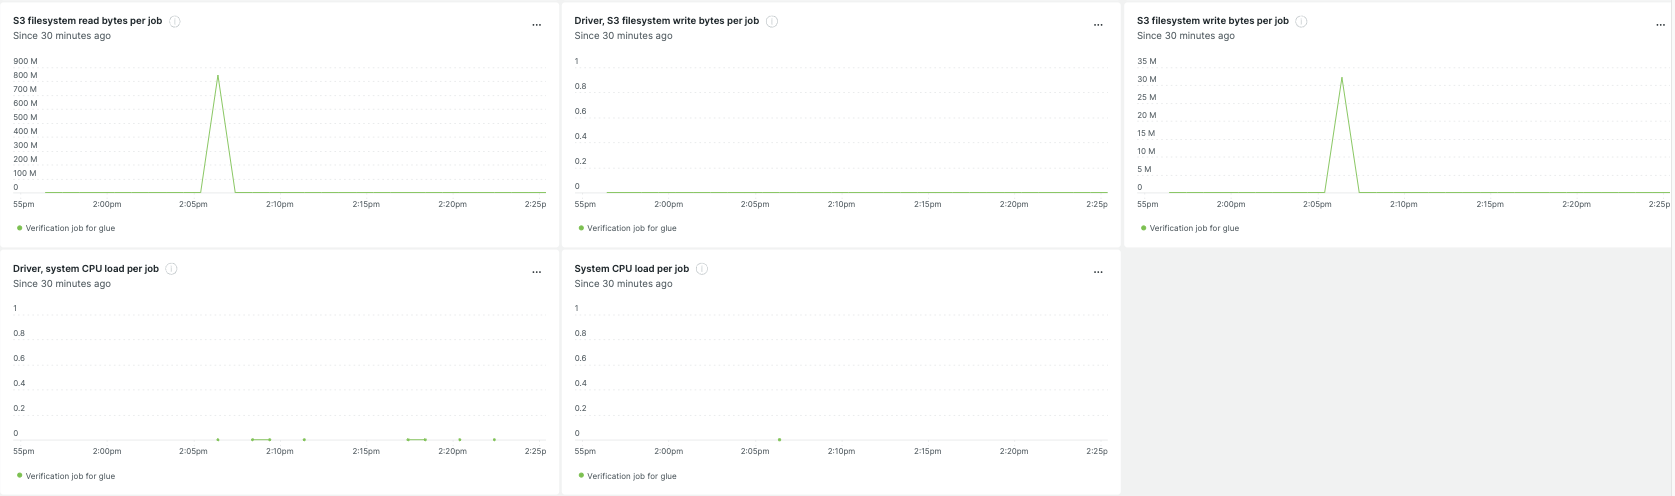 S3 filesystem read bytes per job
Since 30 minutes ago
900 M
800 M
700 M
600 M
500 M
400 M
300 M
200 M
100 M
0
55pm 2:00pm 2:05pm 2:10pm 2:15pm 2:20pm 2:25p
Verification job for glue
Driver, S3 filesystem write bytes per job
Since 30 minutes ago
1
0.8
0.6
0.4
0.2
0
55pm 2:00pm 2:05pm 2:10pm 2:15pm 2:20pm 2:25p
Verification job for glue
S3 filesystem write bytes per job
Since 30 minutes ago
35 M
30 M
25 M
20 M
15 M
10 M
5 M
0
55pm 2:00pm 2:05pm 2:10pm 2:15pm 2:20pm 2:25p
Verification job for glue
Driver, system CPU load per job
Since 30 minutes ago
1
0.8
0.6
0.4
0.2
0
55pm 2:00pm 2:05pm 2:10pm 2:15pm 2:20pm 2:25p
Verification job for glue
System CPU load per job
Since 30 minutes ago
1
0.8
0.6
0.4
0.2
0
55pm 2:00pm 2:05pm 2:10pm 2:15pm 2:20pm 2:25p
Verification job for glue